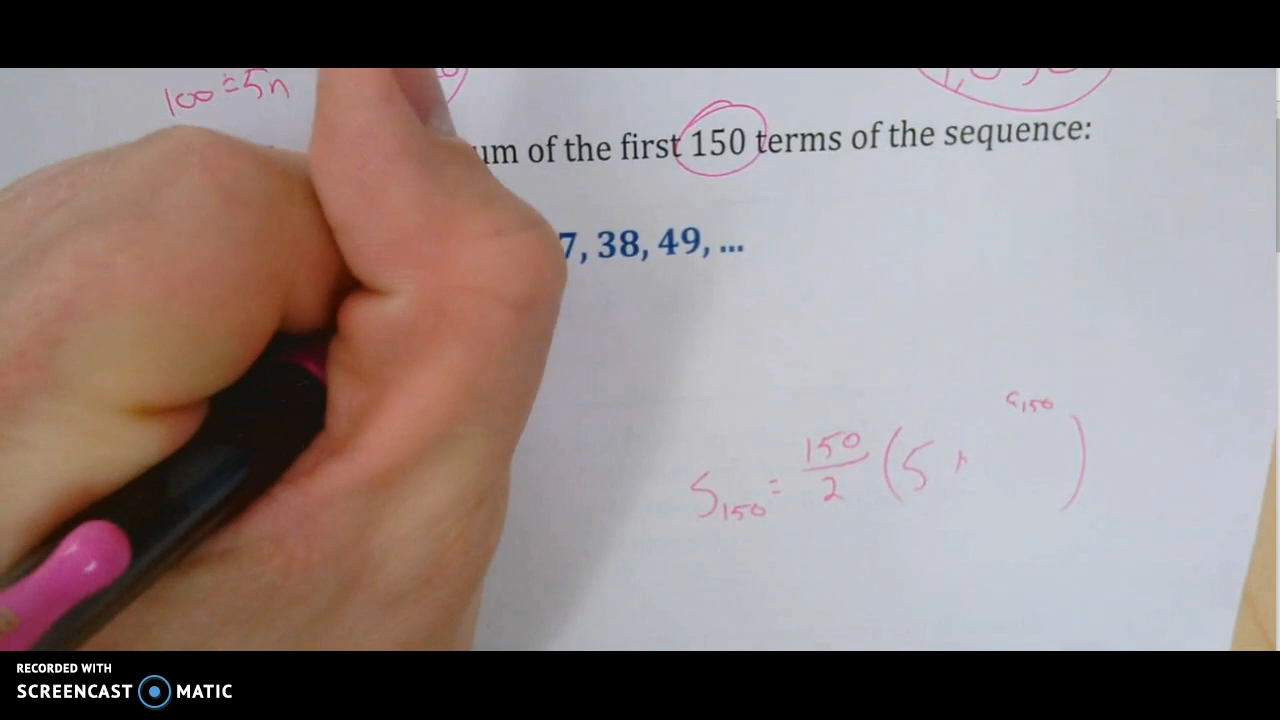 100 = 5n
um of the first 150 terms of the sequence:
7, 38, 49, ...
a150
S150 = 150/2 (5 +       )
RECORDED WITH
SCREENCAST MATIC